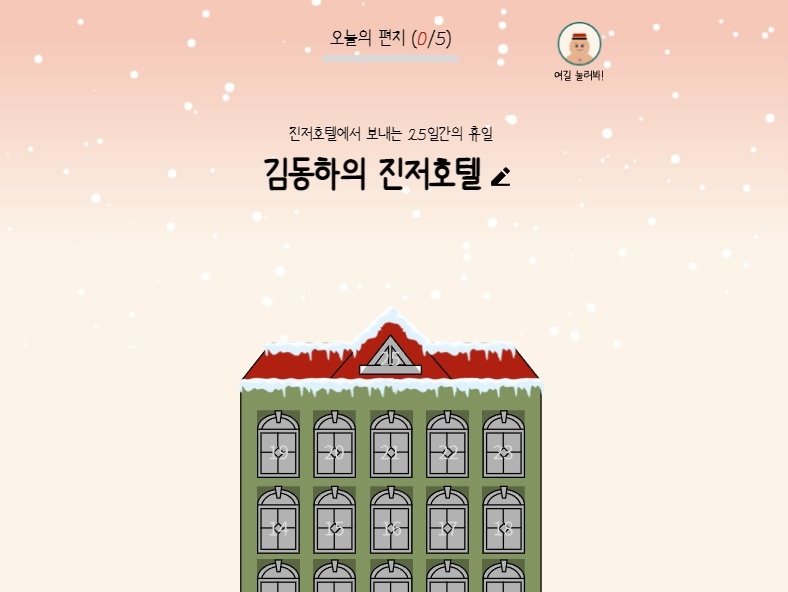 오늘의 편지 (0/5)
여길 눌러봐!
진저호텔에서 보내는 25일간의 휴일
김동하의 진저호텔
25
19 20 21 22 23
14 15 16 17 18